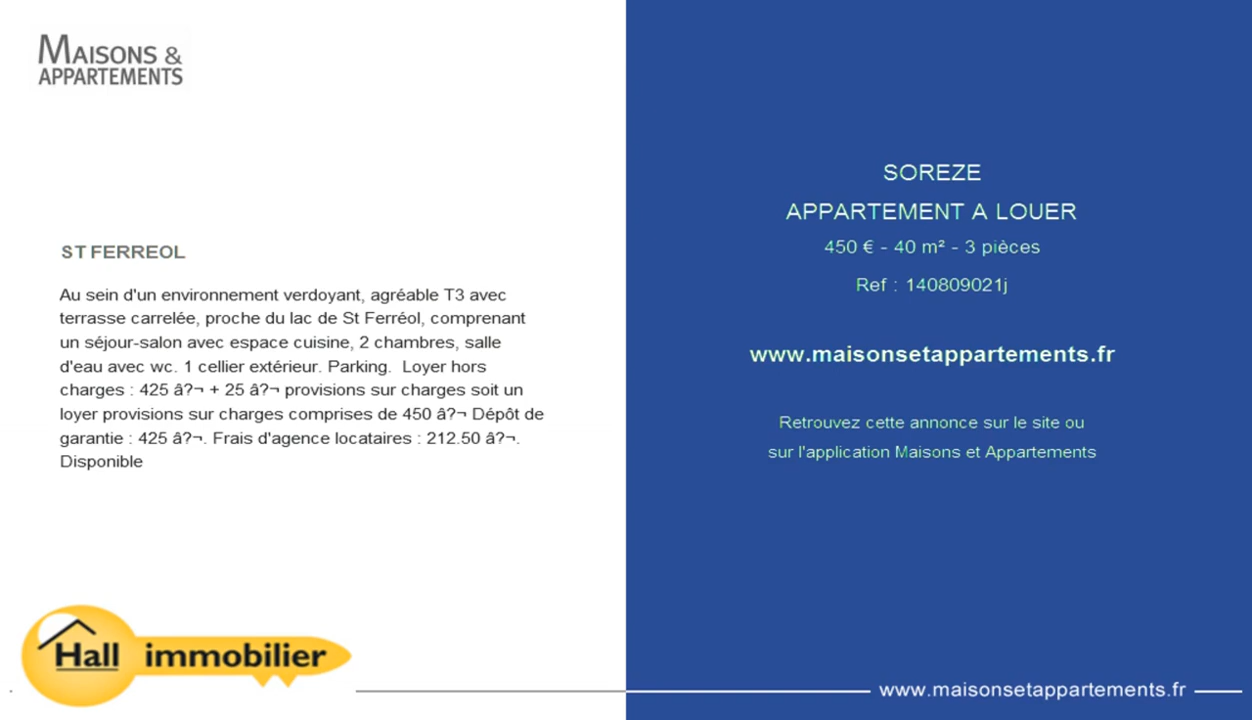 MAISONS &
APPARTEMENTS
ST FERREOL
Au sein d'un environnement verdoyant, agréable T3 avec
terrasse carrelée, proche du lac de St Ferréol, comprenant
un séjour-salon avec espace cuisine, 2 chambres, salle
d'eau avec wc. 1 cellier extérieur. Parking.  Loyer hors
charges : 425 â?¬ + 25 â?¬ provisions sur charges soit un
loyer provisions sur charges comprises de 450 â?¬ Dépôt de
garantie : 425 â?¬. Frais d'agence locataires : 212.50 â?¬.
Disponible
Hall immobilier
SOREZE
APPARTEMENT A LOUER
450 € - 40 m² - 3 pièces
Ref : 140809021j
www.maisonsetappartements.fr
Retrouvez cette annonce sur le site ou
sur l'application Maisons et Appartements
www.maisonsetappartements.fr